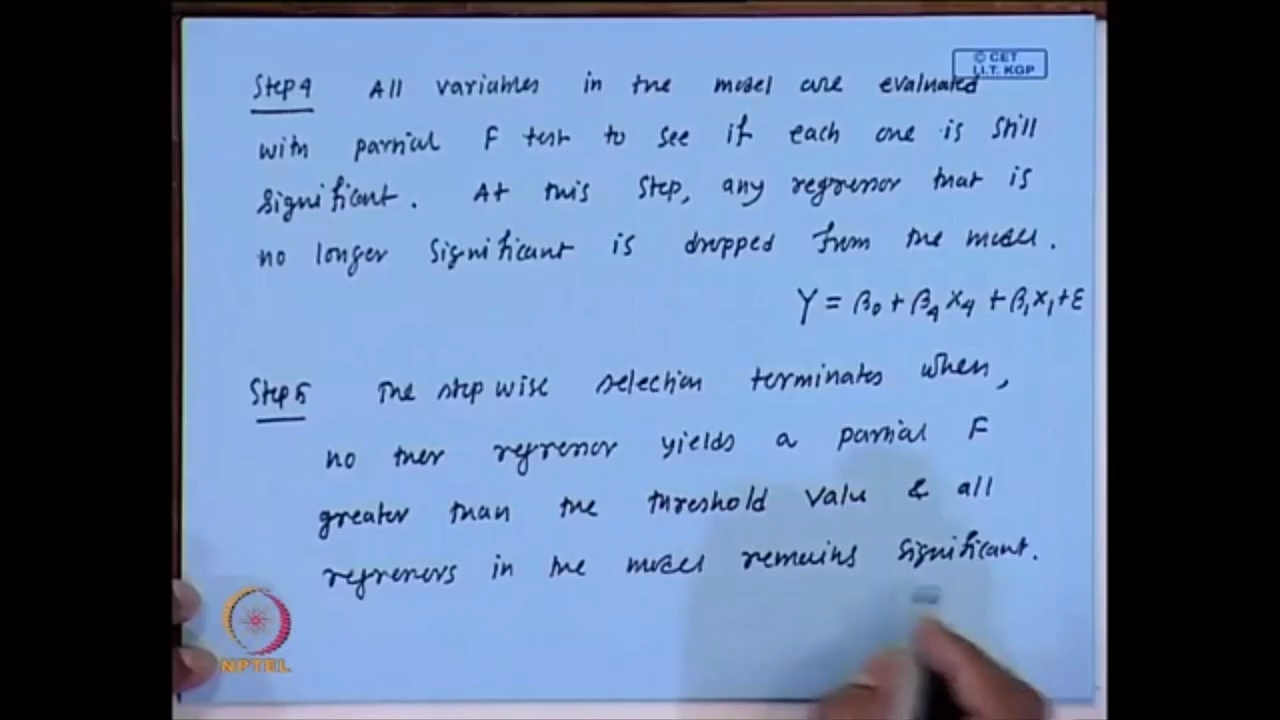 © CET
I.I.T. KGP
Step 4 All variables in the model are evaluated
with partial F test to see if each one is still
significant. At this step, any regressor that is
no longer significant is dropped from the model.
Y = β₀ + β₄ X₄ + β₁ X₁ + ε
Step 5 The step wise selection terminates when,
no ther regressor yields a partial F
greater than the threshold value & all
regressors in the model remains significant.
NPTEL